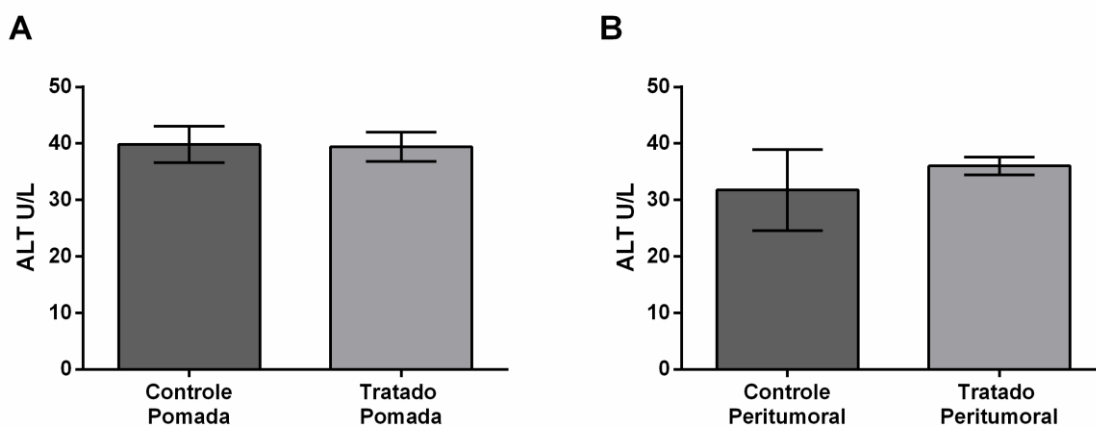 A
ALT U/L
50
40
30
20
10
0
Controle
Pomada
Tratado
Pomada
B
ALT U/L
50
40
30
20
10
0
Controle
Peritumoral
Tratado
Peritumoral